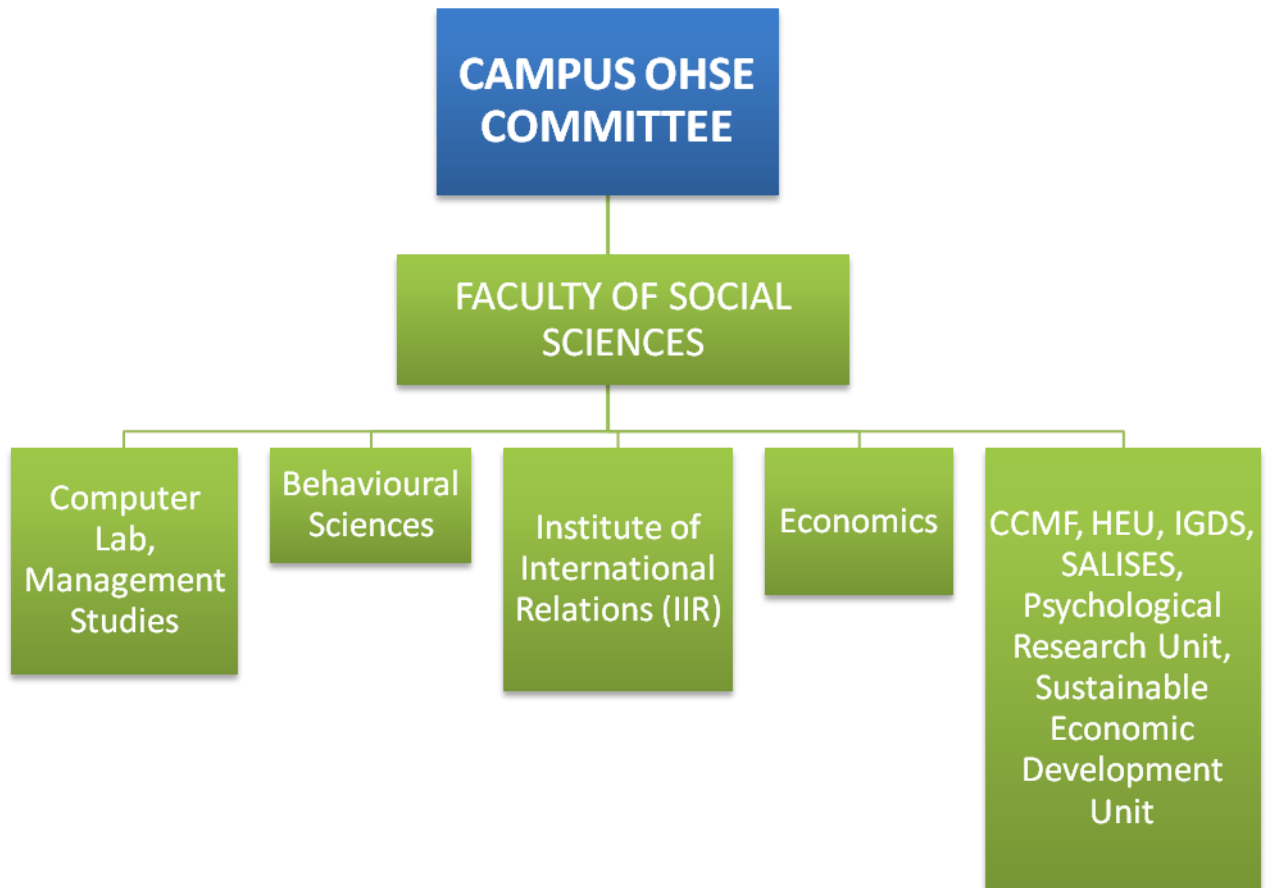 CAMPUS OHSE
COMMITTEE
FACULTY OF SOCIAL
SCIENCES
Computer
Lab,
Management
Studies
Behavioural
Sciences
Institute of
International
Relations (IIR)
Economics
CCMF, HEU, IGDS,
SALISES,
Psychological
Research Unit,
Sustainable
Economic
Development
Unit